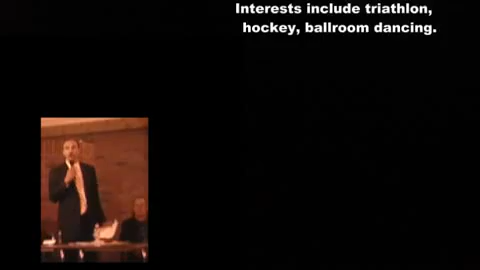 Interests include triathlon,
hockey, ballroom dancing.